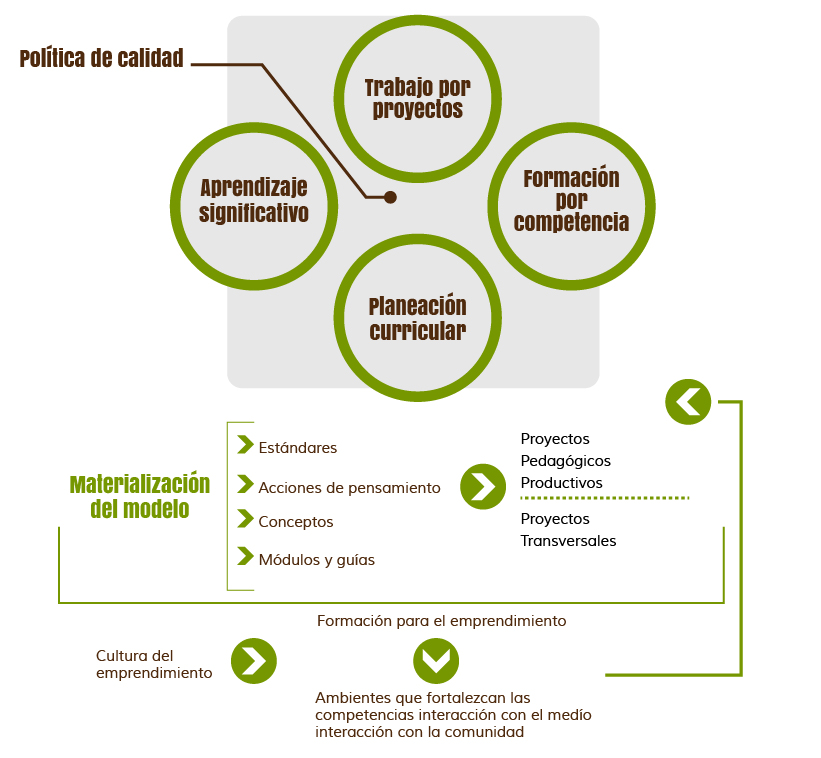 Política de calidad
Trabajo por
proyectos
Aprendizaje
significativo
Formación
por
competencia
Planeación
curricular
Materialización
del modelo
Estándares
Acciones de pensamiento
Conceptos
Módulos y guías
Proyectos
Pedagógicos
Productivos
Proyectos
Transversales
Formación para el emprendimiento
Cultura del
emprendimiento
Ambientes que fortalezcan las
competencias interacción con el medío
interacción con la comunidad